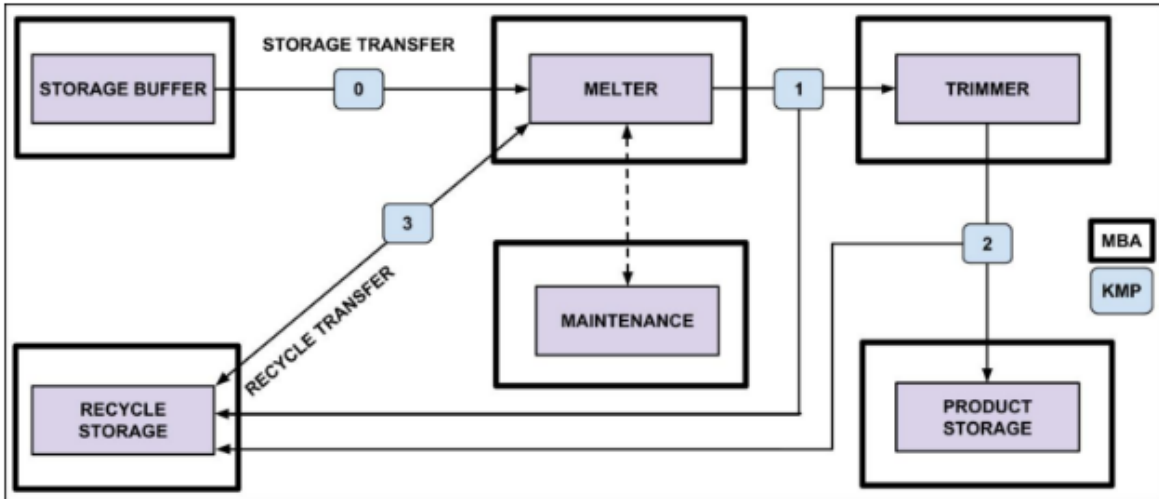 STORAGE TRANSFER
STORAGE BUFFER
0
MELTER
1
TRIMMER
3
2
MBA
KMP
RECYCLE TRANSFER
MAINTENANCE
RECYCLE
STORAGE
PRODUCT
STORAGE